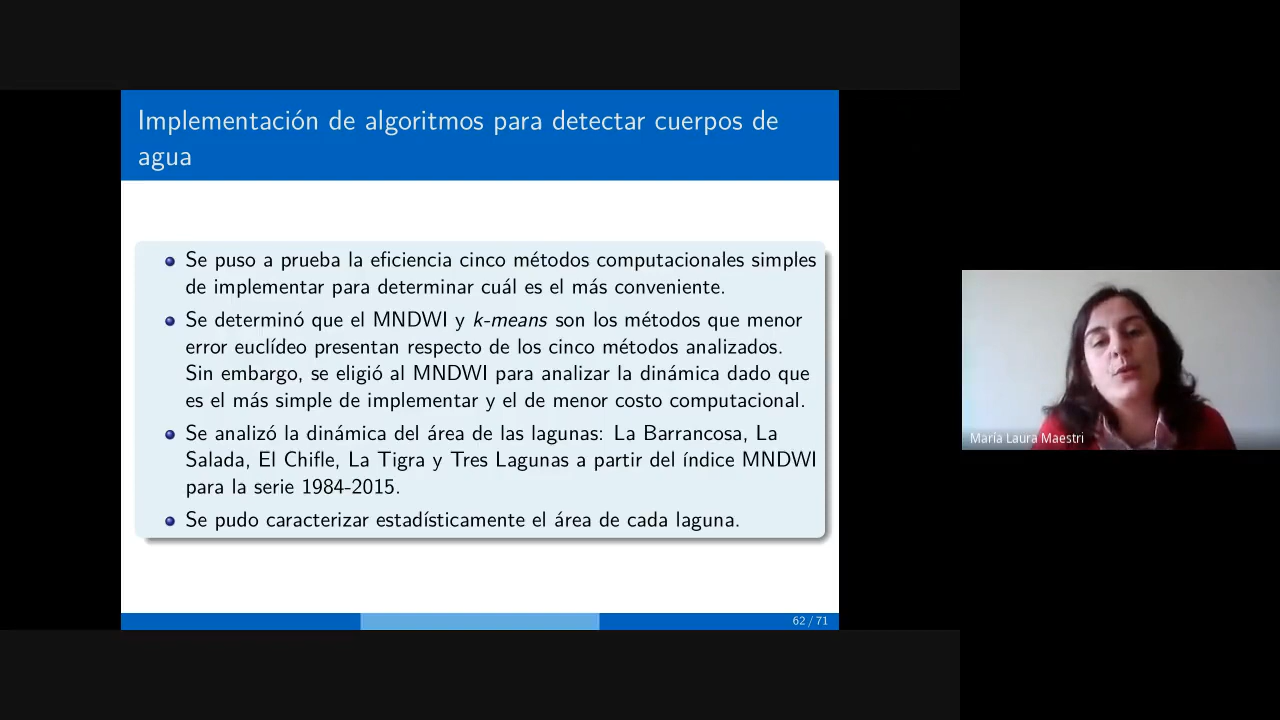 Implementación de algoritmos para detectar cuerpos de
agua
Se puso a prueba la eficiencia cinco métodos computacionales simples
de implementar para determinar cuál es el más conveniente.
Se determinó que el MNDWI y k-means son los métodos que menor
error euclídeo presentan respecto de los cinco métodos analizados.
Sin embargo, se eligió al MNDWI para analizar la dinámica dado que
es el más simple de implementar y el de menor costo computacional.
Se analizó la dinámica del área de las lagunas: La Barrancosa, La
Salada, El Chifle, La Tigra y Tres Lagunas a partir del índice MNDWI
para la serie 1984-2015.
Se pudo caracterizar estadísticamente el área de cada laguna.
62 / 71
María Laura Maestri